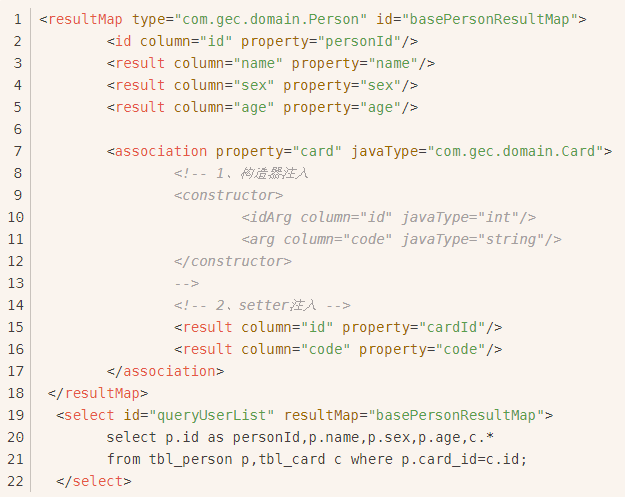 1 <resultMap type="com.gec.domain.Person" id="basePersonResultMap">
2 <id column="id" property="personId"/>
3 <result column="name" property="name"/>
4 <result column="sex" property="sex"/>
5 <result column="age" property="age"/>
6
7 <association property="card" javaType="com.gec.domain.Card">
8 <!-- 1、构造器注入
9 <constructor>
10 <idArg column="id" javaType="int"/>
11 <arg column="code" javaType="string"/>
12 </constructor>
13 -->
14 <!-- 2、setter注入 -->
15 <result column="id" property="cardId"/>
16 <result column="code" property="code"/>
17 </association>
18 </resultMap>
19 <select id="queryUserList" resultMap="basePersonResultMap">
20 select p.id as personId,p.name,p.sex,p.age,c.*
21 from tbl_person p,tbl_card c where p.card_id=c.id;
22 </select>